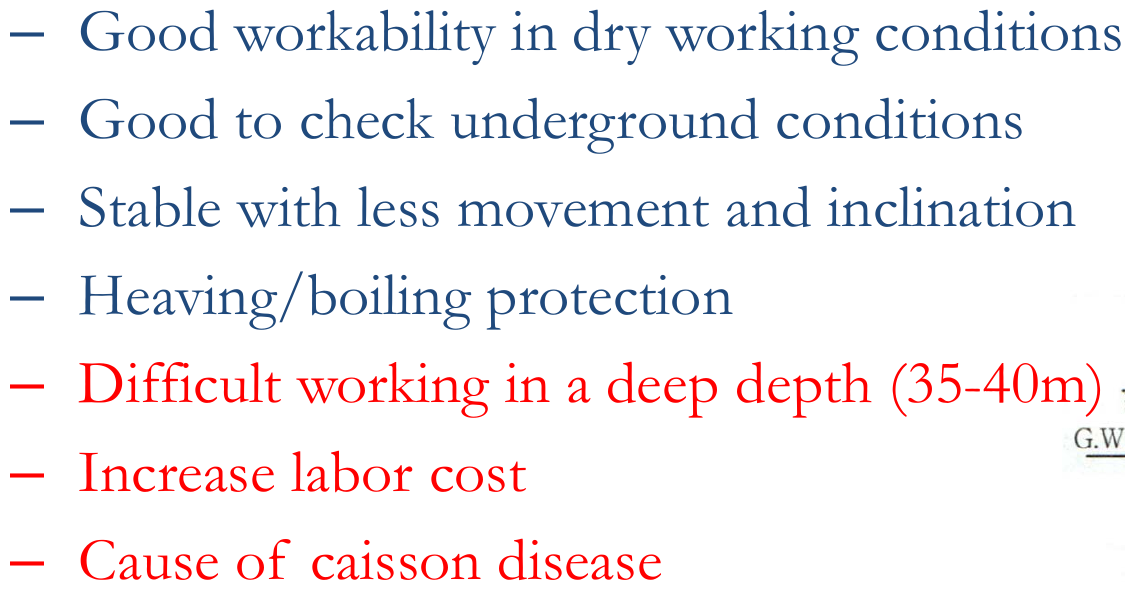 – Good workability in dry working conditions
– Good to check underground conditions
– Stable with less movement and inclination
– Heaving/boiling protection
– Difficult working in a deep depth (35-40m)
G.W
– Increase labor cost
– Cause of caisson disease